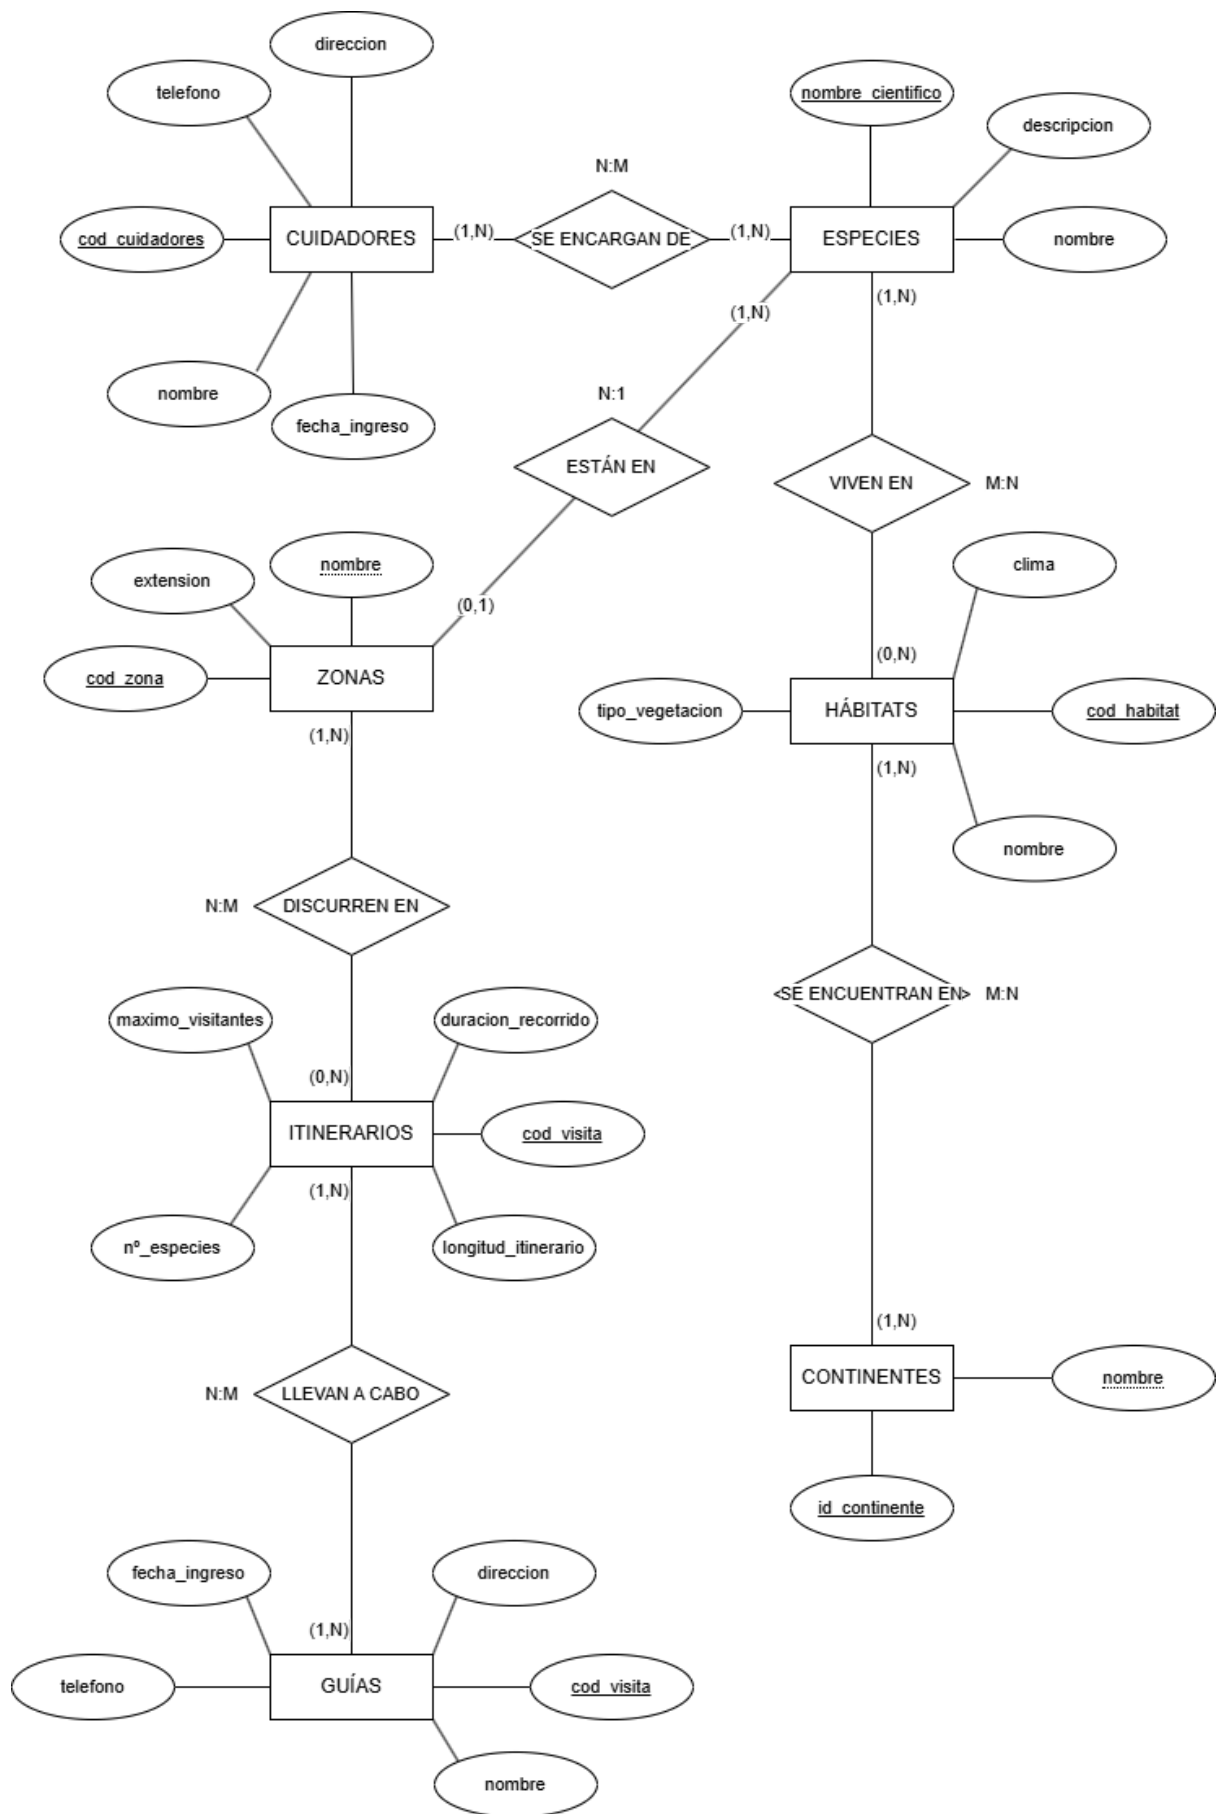 direccion
telefono
nombre_cientifico
descripcion
N:M
cod_cuidadores
CUIDADORES
(1,N)
SE ENCARGAN DE
(1,N)
ESPECIES
nombre
(1,N)
(1,N)
nombre
N:1
fecha_ingreso
ESTÁN EN
VIVEN EN
M:N
extension
nombre
clima
(0,1)
(0,N)
cod_zona
ZONAS
tipo_vegetacion
HÁBITATS
cod_habitat
(1,N)
(1,N)
nombre
N:M
DISCURREN EN
SE ENCUENTRAN EN
M:N
maximo_visitantes
duracion_recorrido
(0,N)
ITINERARIOS
cod_visita
(1,N)
nº_especies
longitud_itinerario
(1,N)
CONTINENTES
nombre
N:M
LLEVAN A CABO
id_continente
fecha_ingreso
direccion
(1,N)
telefono
GUÍAS
cod_visita
nombre